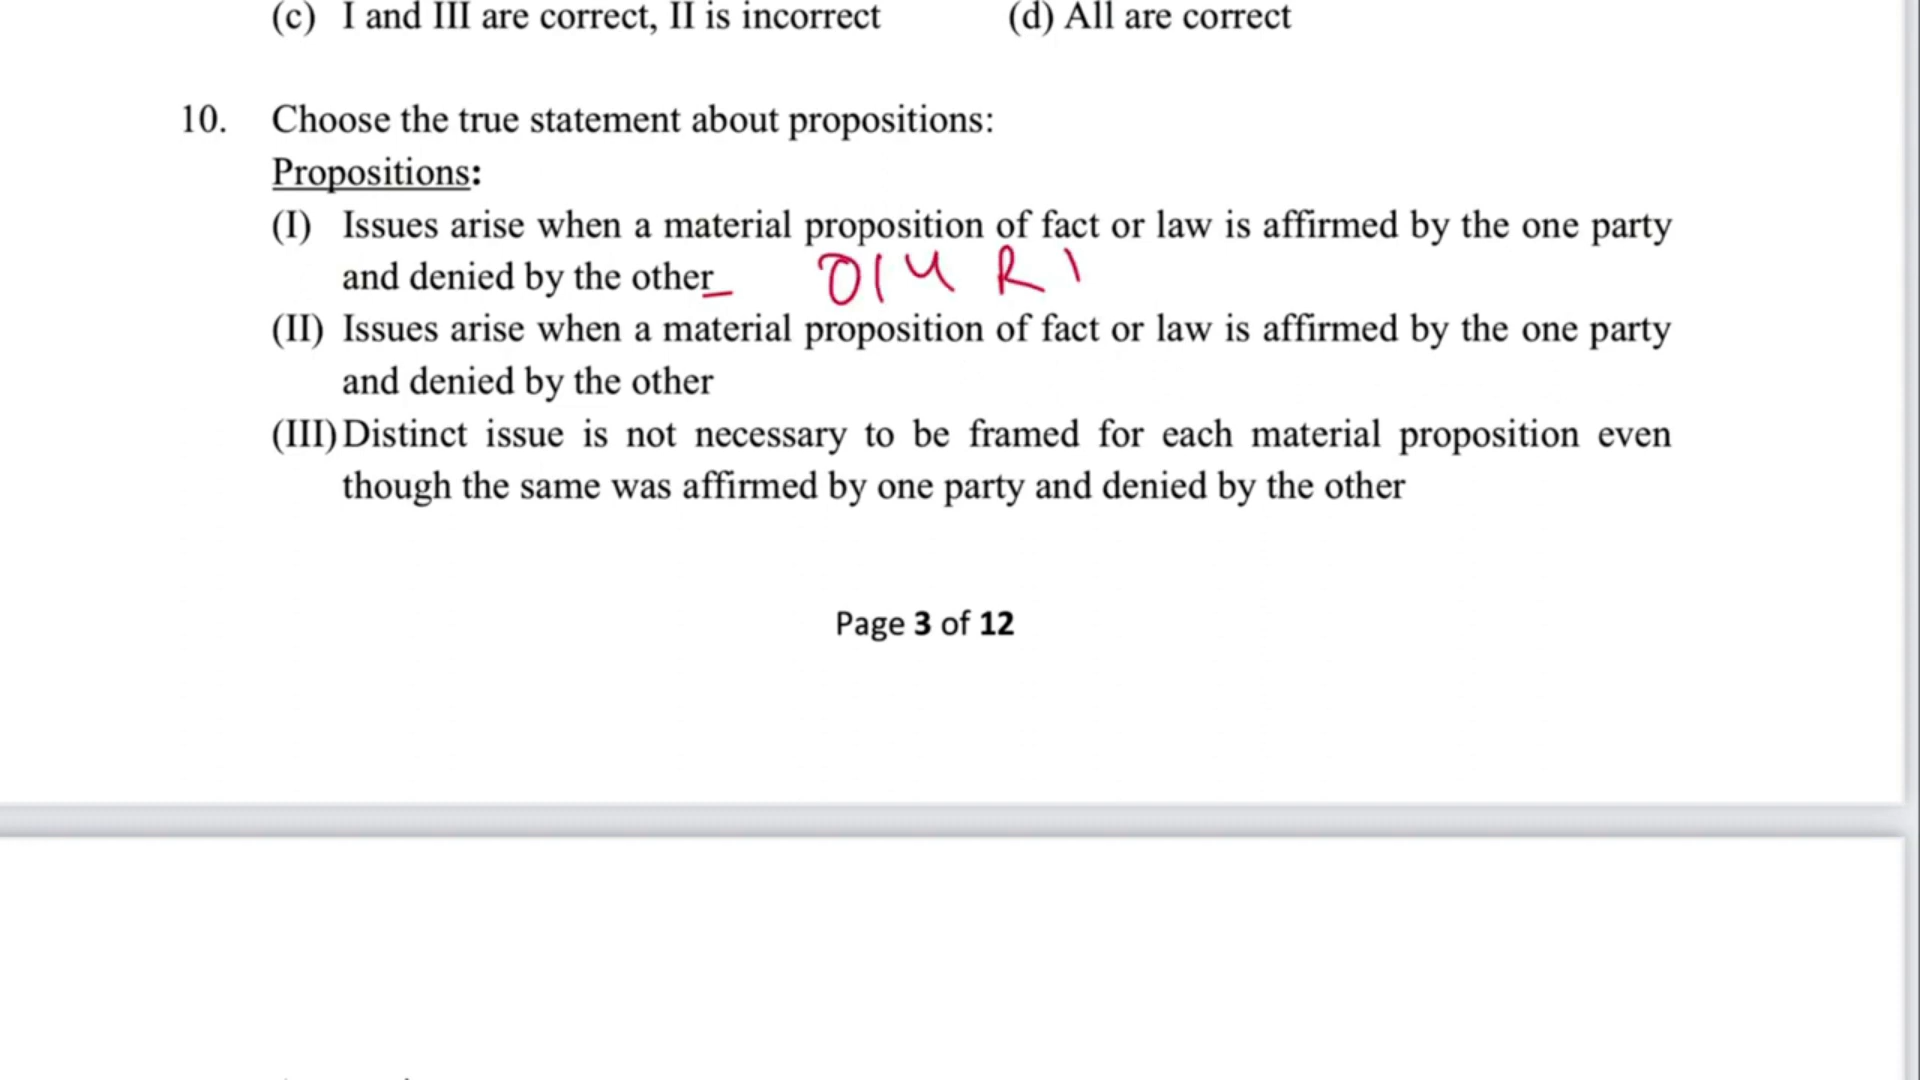 (c) I and III are correct, II is incorrect (d) All are correct
10. Choose the true statement about propositions:
Propositions:
(I) Issues arise when a material proposition of fact or law is affirmed by the one party
and denied by the other O14 R1
(II) Issues arise when a material proposition of fact or law is affirmed by the one party
and denied by the other
(III) Distinct issue is not necessary to be framed for each material proposition even
though the same was affirmed by one party and denied by the other
Page 3 of 12